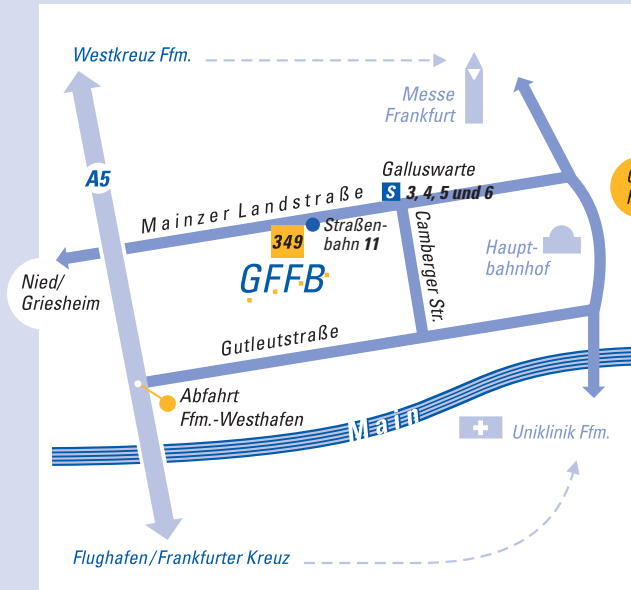 Westkreuz Ffm.
Messe
Frankfurt
A5
Galluswarte
S 3, 4, 5 und 6
Mainzer Landstraße
349
Straßen-
bahn 11
GFFB
Camberger Str.
Haupt-
bahnhof
Nied/
Griesheim
Gutleutstraße
Abfahrt
Ffm.-Westhafen
Main
Uniklinik Ffm.
Flughafen/Frankfurter Kreuz